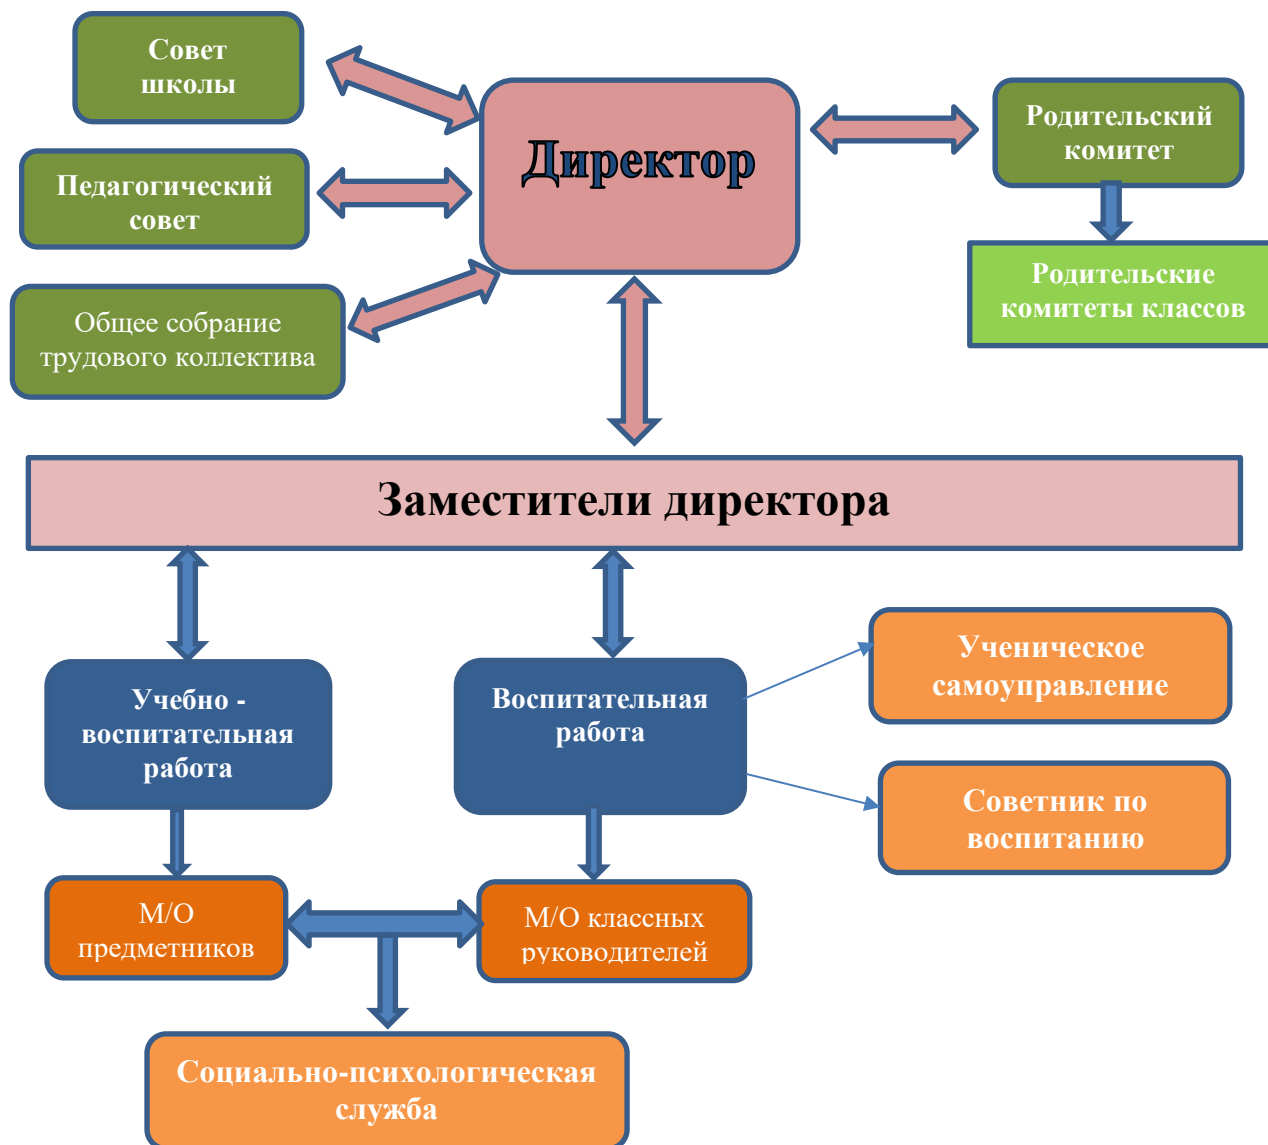 Совет
школы
Директор
Родительский
комитет
Педагогический
совет
Родительские
комитеты классов
Общее собрание
трудового коллектива
Заместители директора
Учебно -
воспитательная
работа
Воспитательная
работа
Ученическое
самоуправление
Советник по
воспитанию
М/О
предметников
М/О классных
руководителей
Социально-психологическая
служба